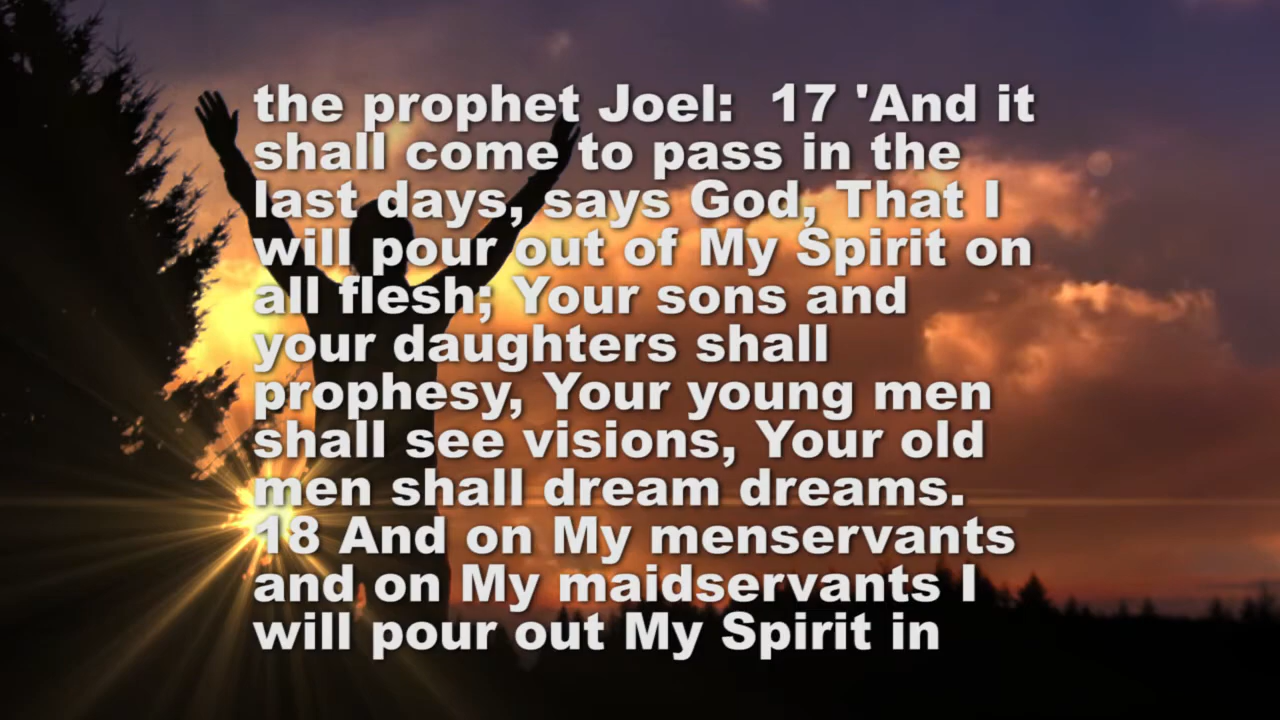 the prophet Joel:  17 'And it
shall come to pass in the
last days, says God, That I
will pour out of My Spirit on
all flesh; Your sons and
your daughters shall
prophesy, Your young men
shall see visions, Your old
men shall dream dreams.
18 And on My menservants
and on My maidservants I
will pour out My Spirit in